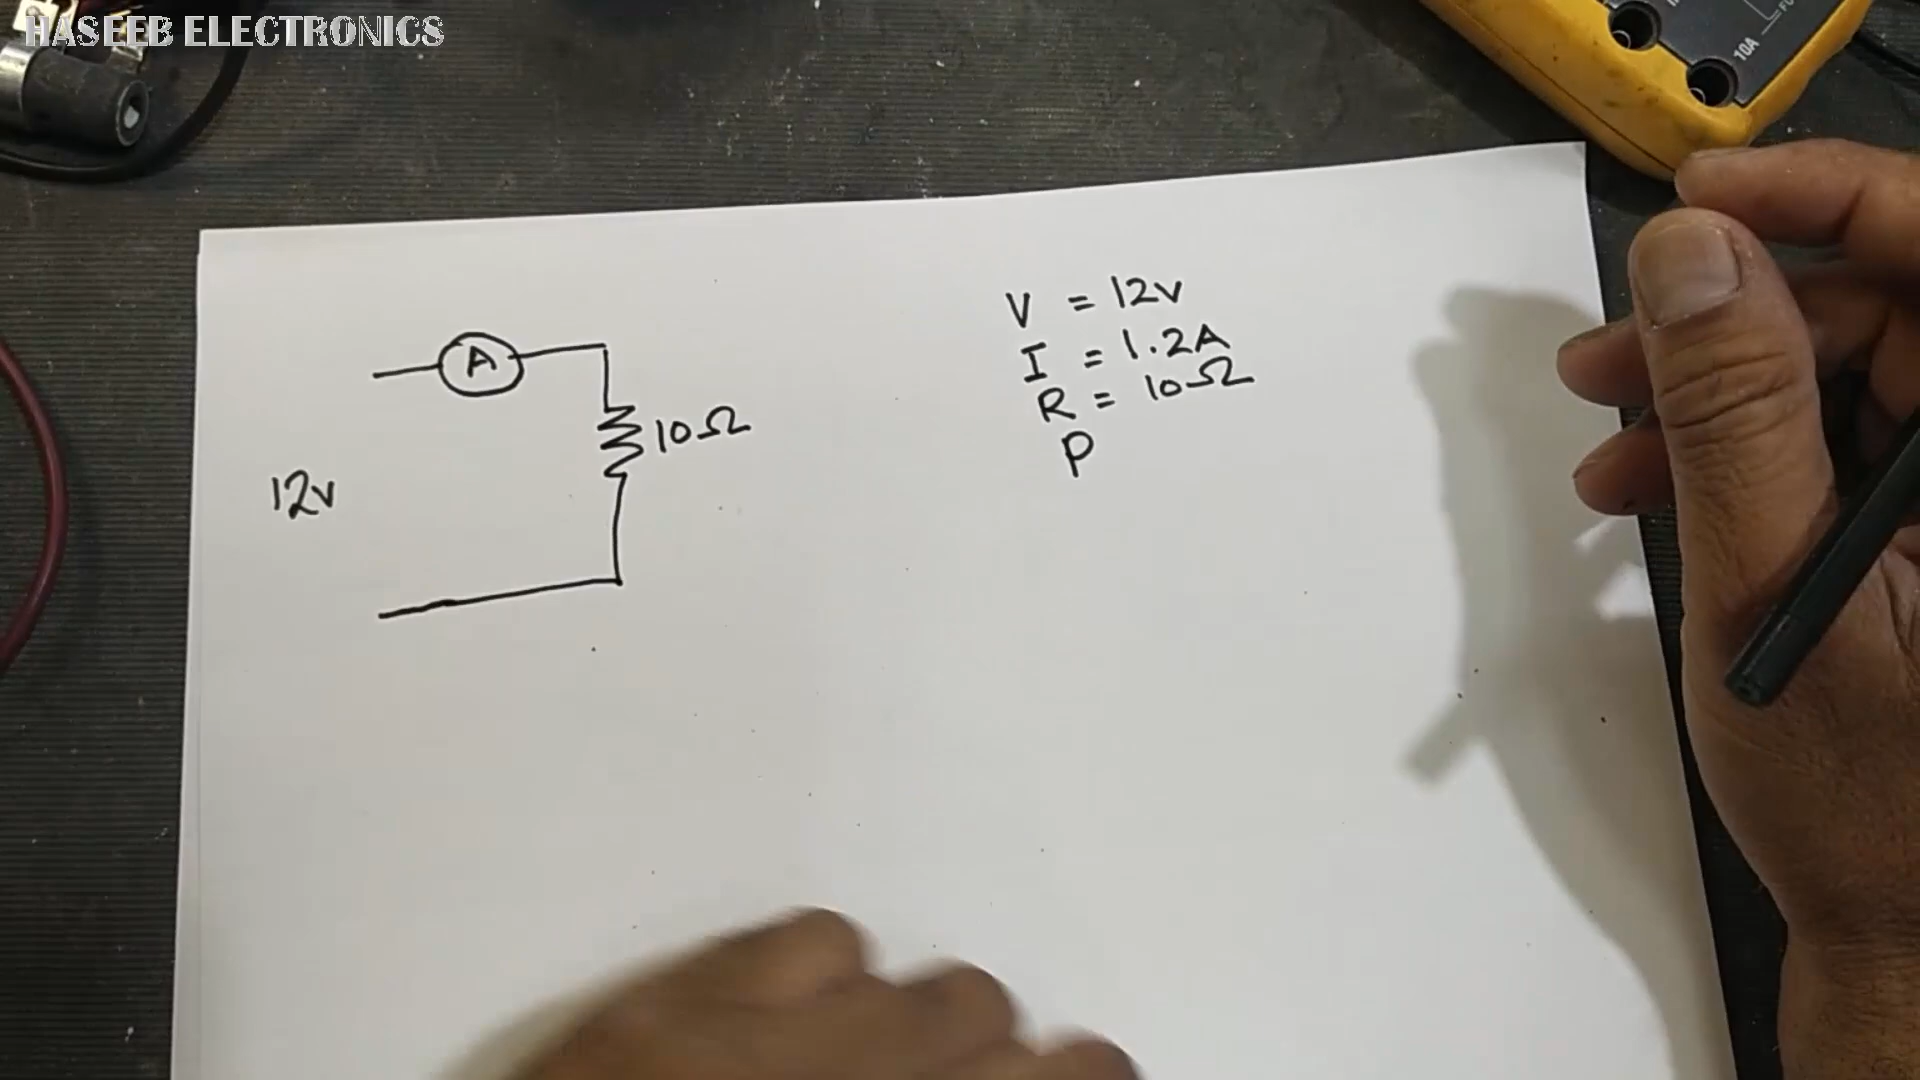 HASEEB ELECTRONICS
10A
A
10Ω
12v
V = 12v
I = 1.2A
R = 10Ω
P